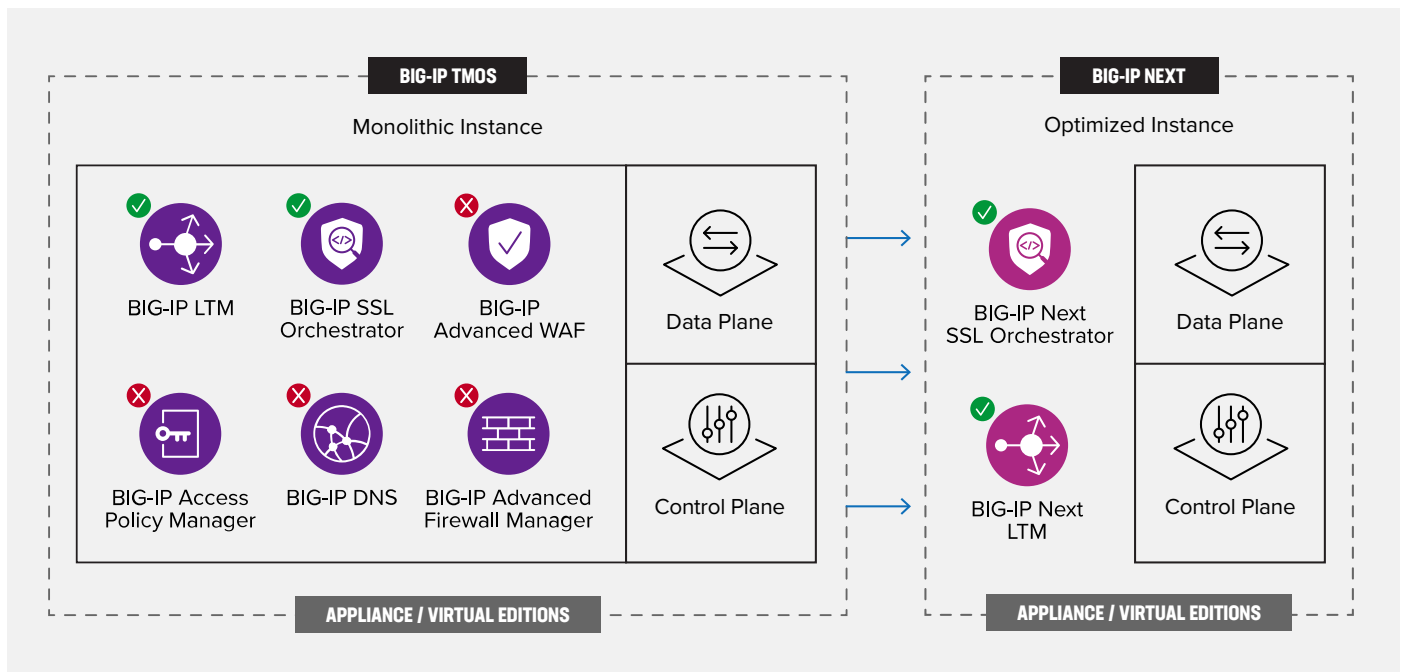 BIG-IP TMOS
Monolithic Instance
BIG-IP LTM
BIG-IP SSL
Orchestrator
BIG-IP
Advanced WAF
BIG-IP Access
Policy Manager
BIG-IP DNS
BIG-IP Advanced
Firewall Manager
Data Plane
Control Plane
APPLIANCE / VIRTUAL EDITIONS
BIG-IP NEXT
Optimized Instance
BIG-IP Next
SSL Orchestrator
BIG-IP Next
LTM
Data Plane
Control Plane
APPLIANCE / VIRTUAL EDITIONS